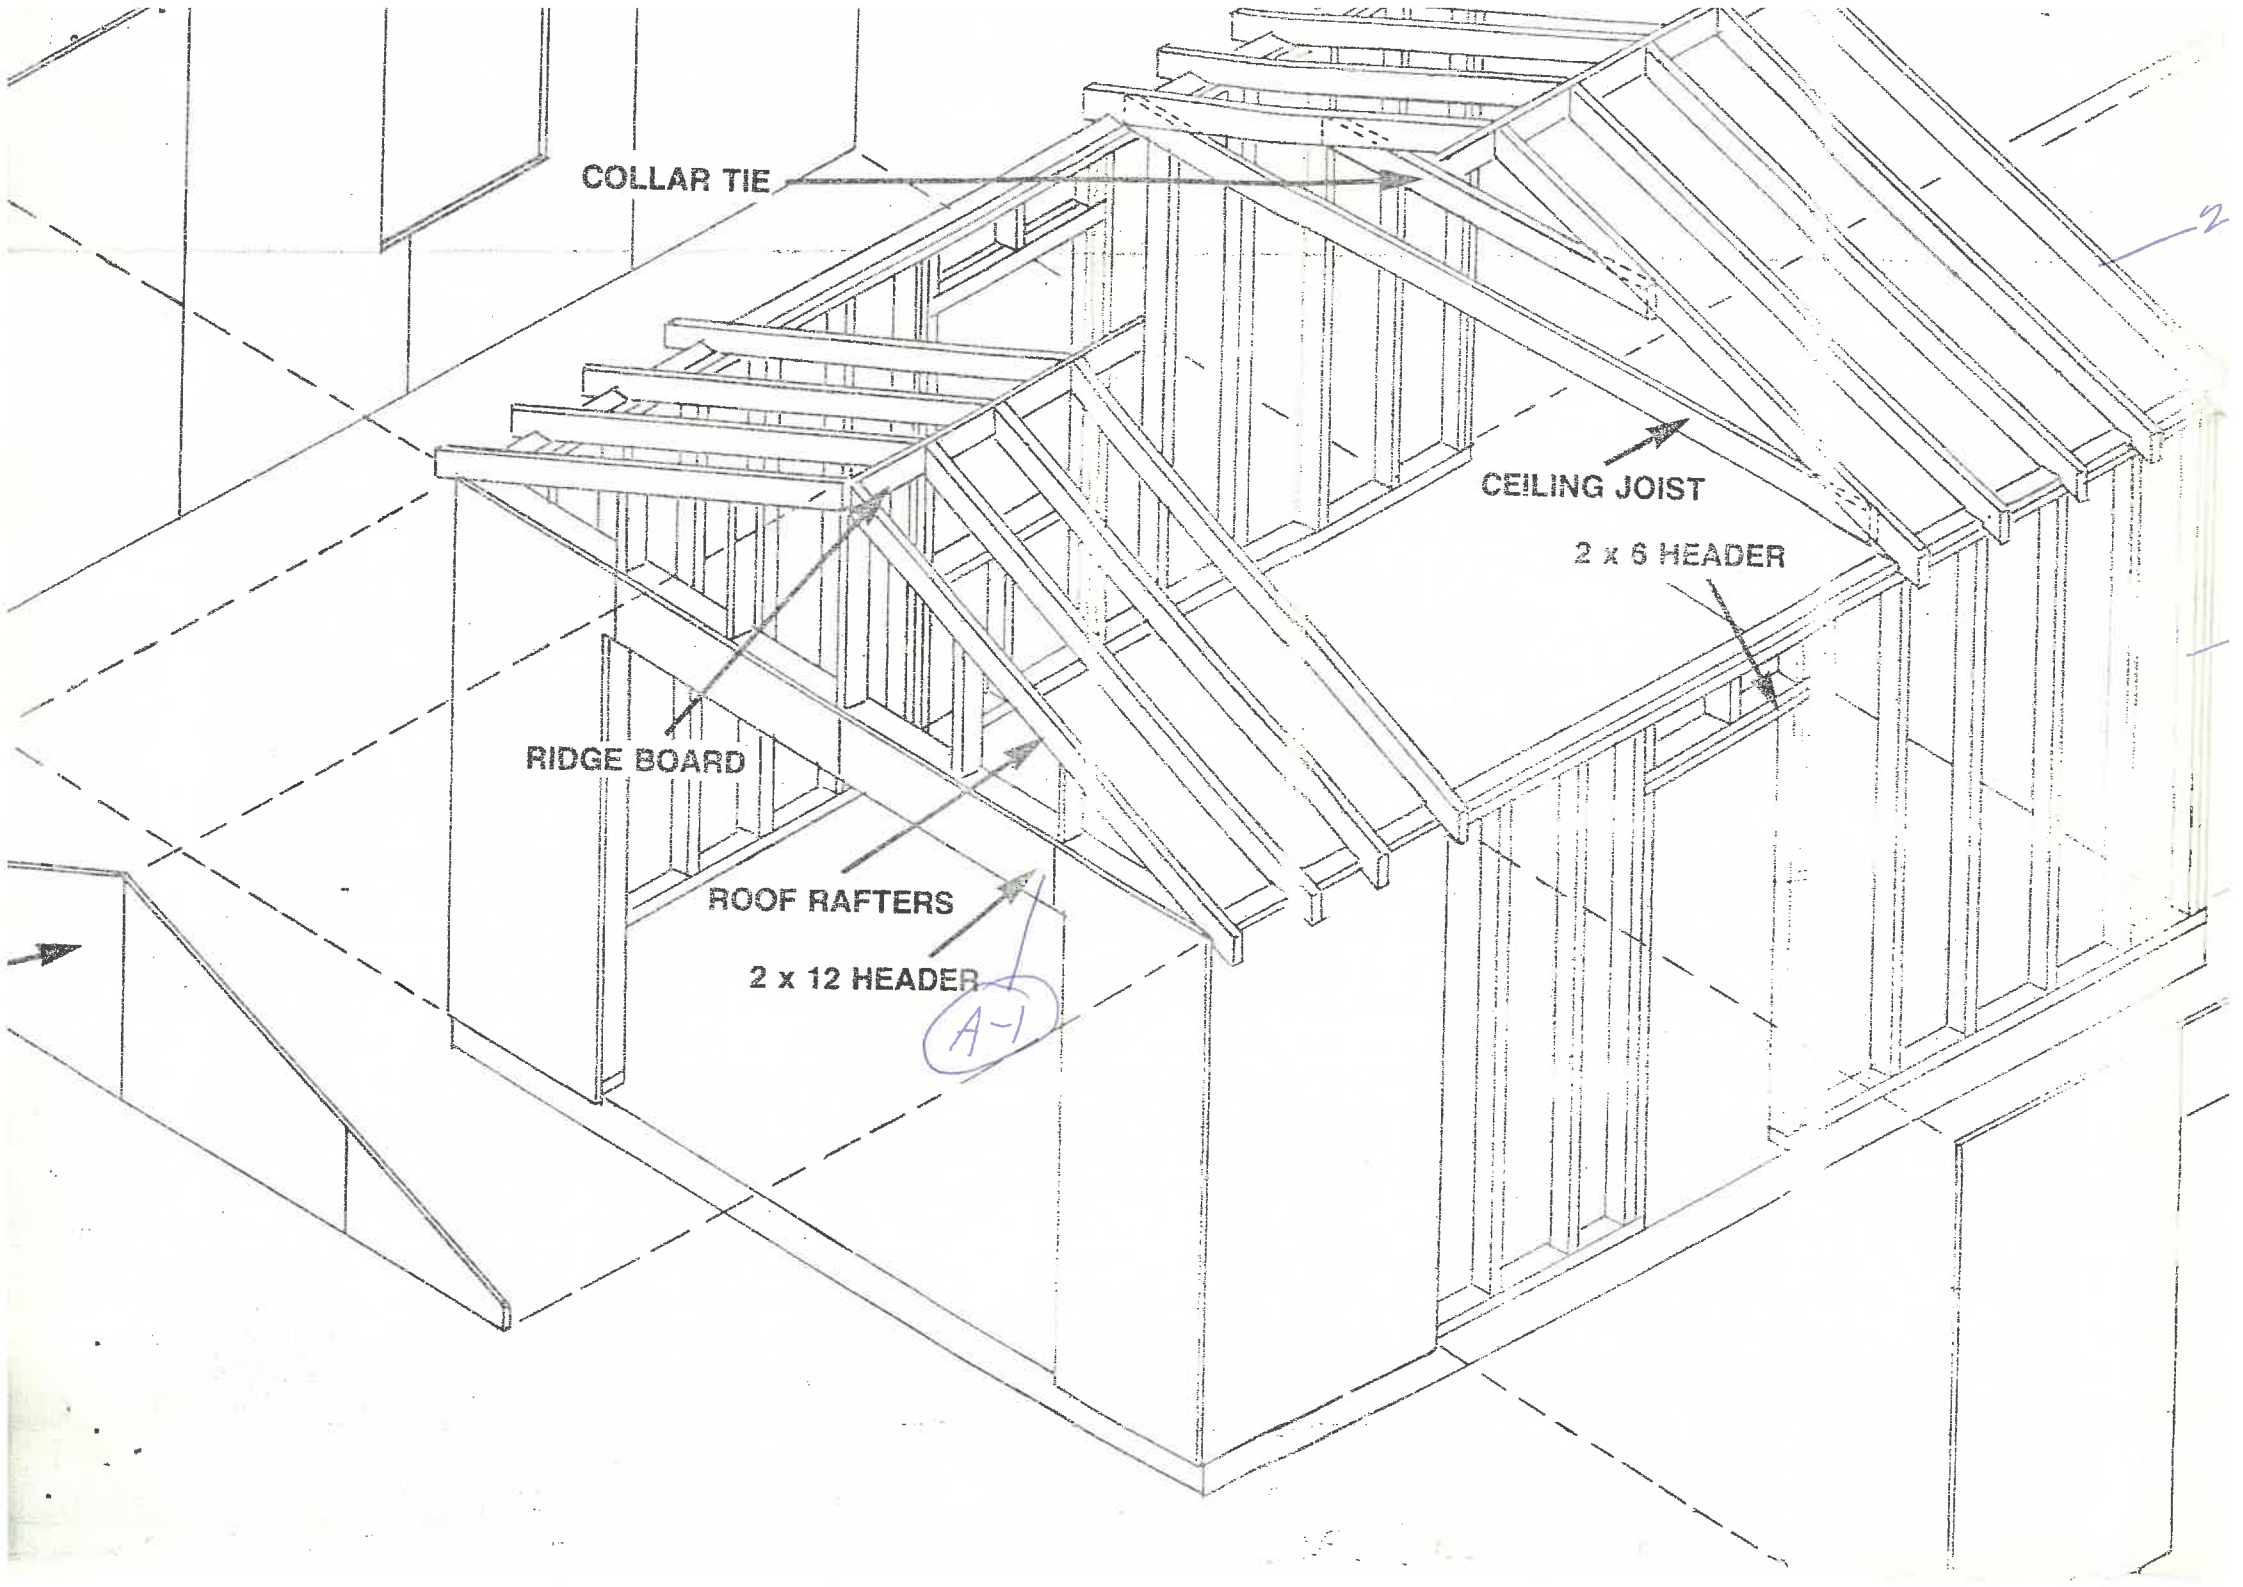 COLLAR TIE
2
CEILING JOIST
2 x 6 HEADER
RIDGE BOARD
ROOF RAFTERS
2 x 12 HEADER
A-1